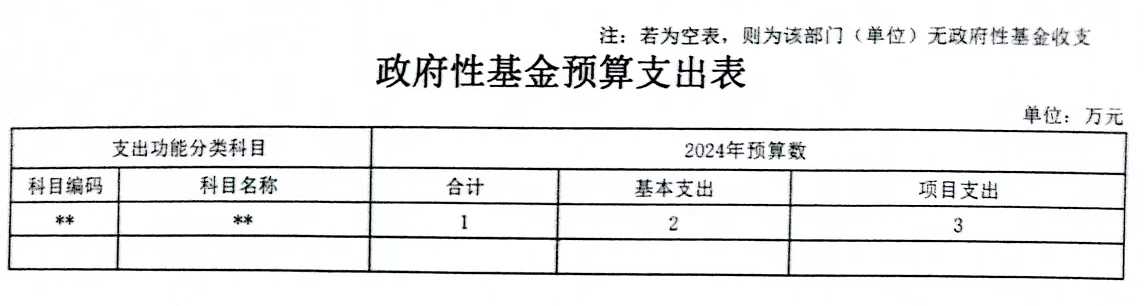 注：若为空表，则为该部门（单位）无政府性基金收支
政府性基金预算支出表
单位：万元
支出功能分类科目 2024年预算数
科目编码 科目名称 合计 基本支出 项目支出
** ** 1 2 3